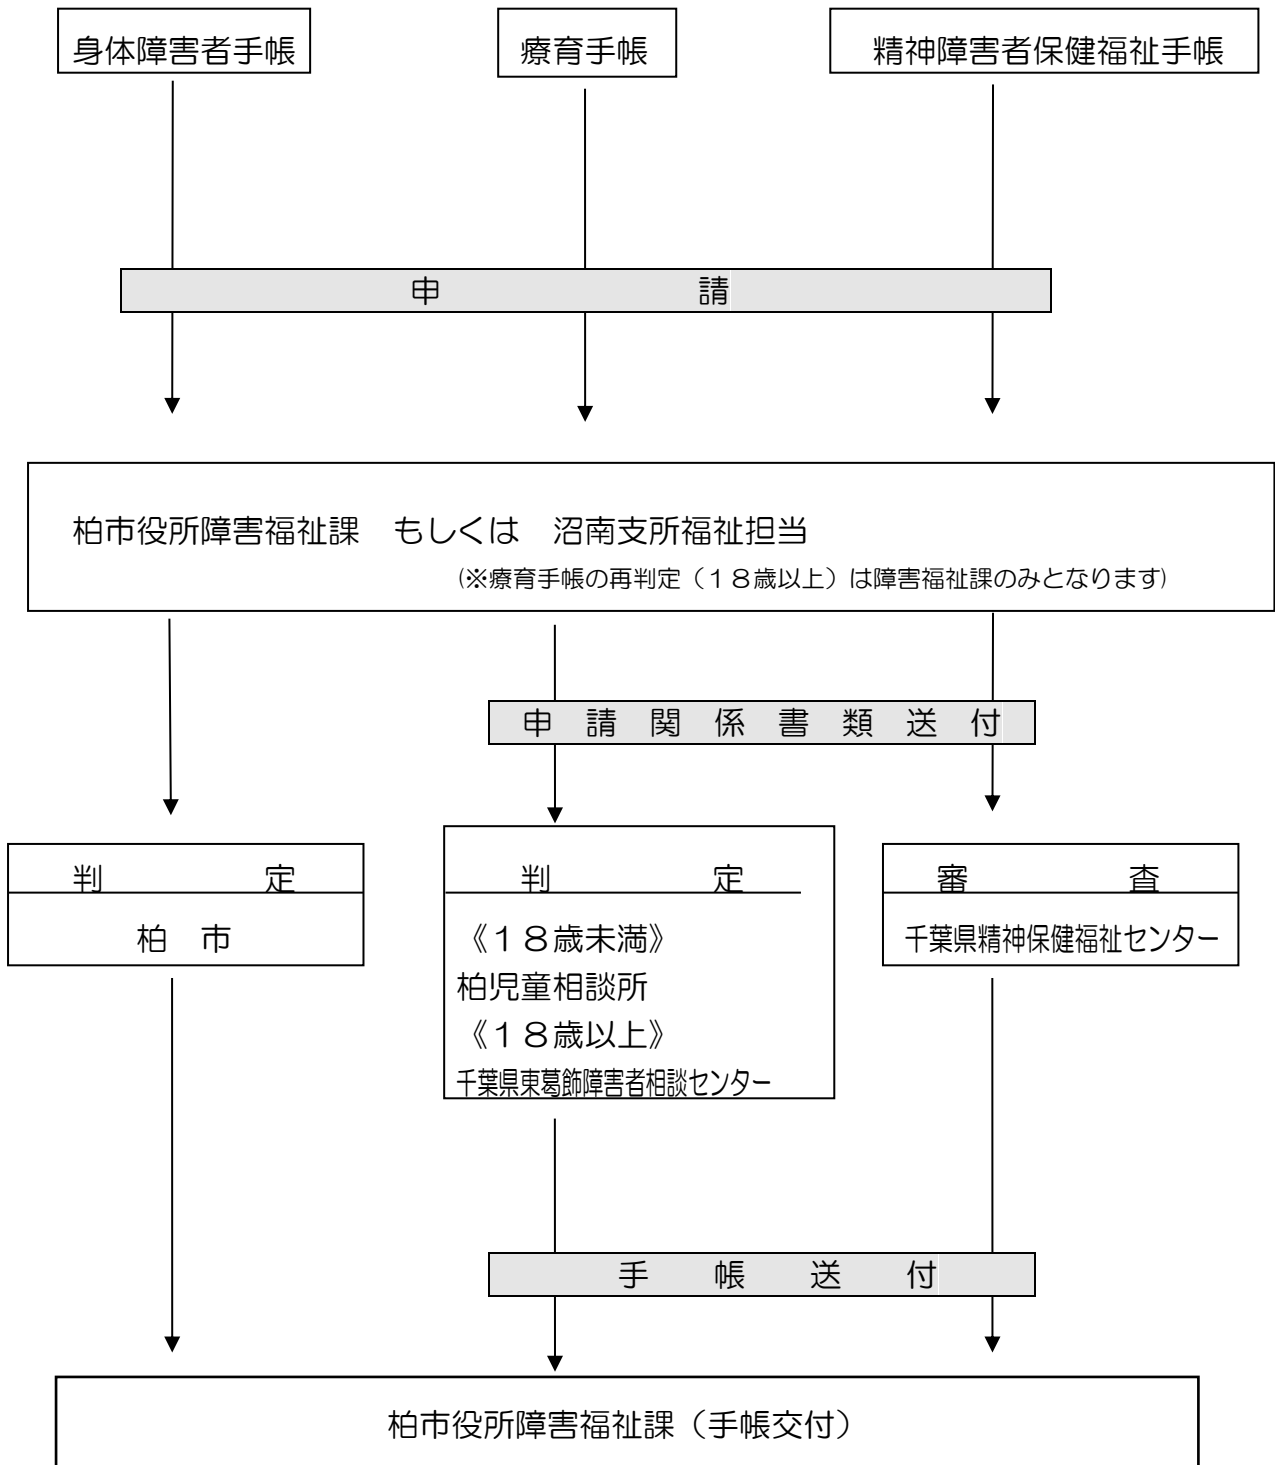 身体障害者手帳
療育手帳
精神障害者保健福祉手帳
申　請
柏市役所障害福祉課　もしくは　沼南支所福祉担当
(※療育手帳の再判定（１８歳以上）は障害福祉課のみとなります)
申　請　関　係　書　類　送　付
判　定
柏　市
判　定
《１８歳未満》
柏児童相談所
《１８歳以上》
千葉県東葛飾障害者相談センター
審　査
千葉県精神保健福祉センター
手　帳　送　付
柏市役所障害福祉課（手帳交付）